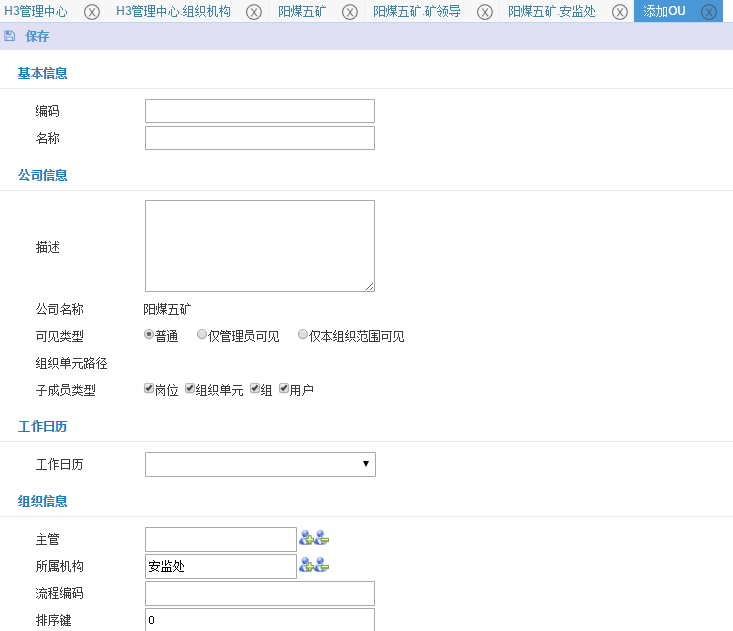 H3管理中心 H3管理中心.组织机构 阳煤五矿 阳煤五矿.矿领导 阳煤五矿.安监处 添加OU
保存
基本信息
编码
名称
公司信息
描述
公司名称 阳煤五矿
可见类型 普通 仅管理员可见 仅本组织范围可见
组织单元路径
子成员类型 岗位 组织单元 组 用户
工作日历
工作日历
组织信息
主管
所属机构 安监处
流程编码
排序键 0